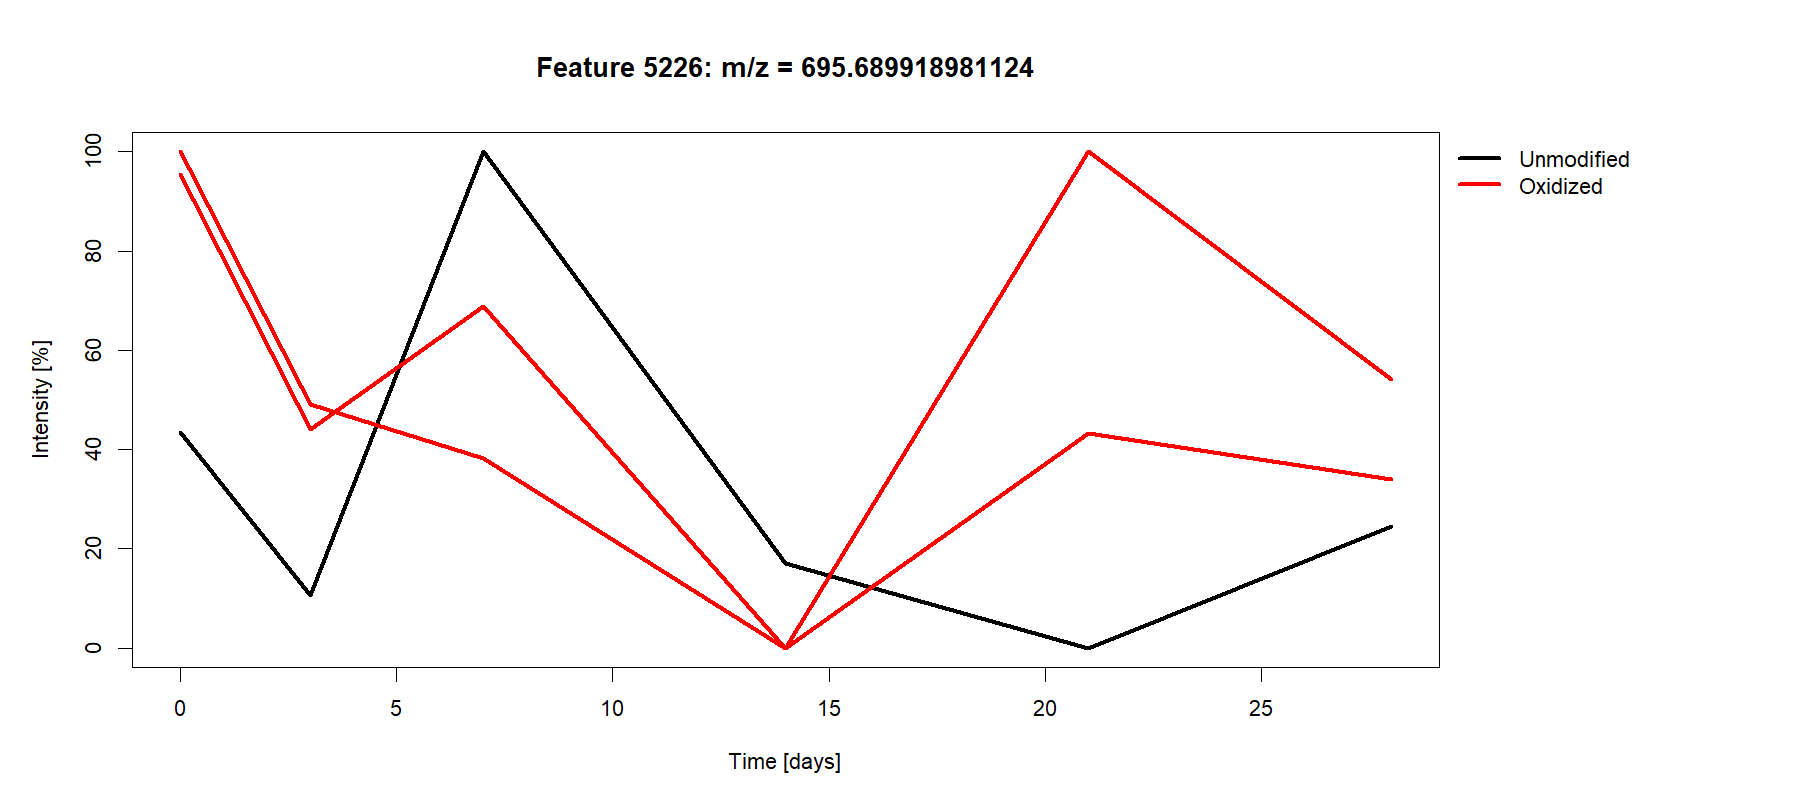 Feature 5226: m/z = 695.689918981124
Unmodified
Oxidized
Intensity [%]
100
80
60
40
20
0
0 5 10 15 20 25
Time [days]